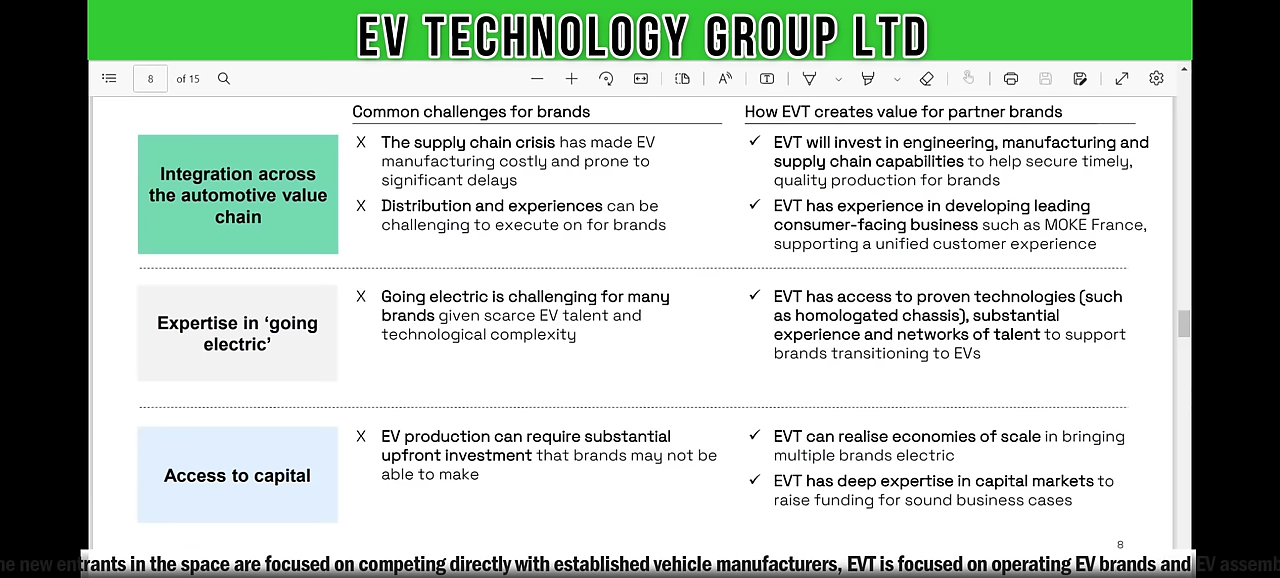 EV TECHNOLOGY GROUP LTD
8 of 15
Common challenges for brands
How EVT creates value for partner brands
Integration across
the automotive value
chain
X The supply chain crisis has made EV
manufacturing costly and prone to
significant delays
X Distribution and experiences can be
challenging to execute on for brands
✓ EVT will invest in engineering, manufacturing and
supply chain capabilities to help secure timely,
quality production for brands
✓ EVT has experience in developing leading
consumer-facing business such as MOKE France,
supporting a unified customer experience
Expertise in ‘going
electric’
X Going electric is challenging for many
brands given scarce EV talent and
technological complexity
✓ EVT has access to proven technologies (such
as homologated chassis), substantial
experience and networks of talent to support
brands transitioning to EVs
Access to capital
X EV production can require substantial
upfront investment that brands may not be
able to make
✓ EVT can realise economies of scale in bringing
multiple brands electric
✓ EVT has deep expertise in capital markets to
raise funding for sound business cases
8
new entrants in the space are focused on competing directly with established vehicle manufacturers, EVT is focused on operating EV brands and EV